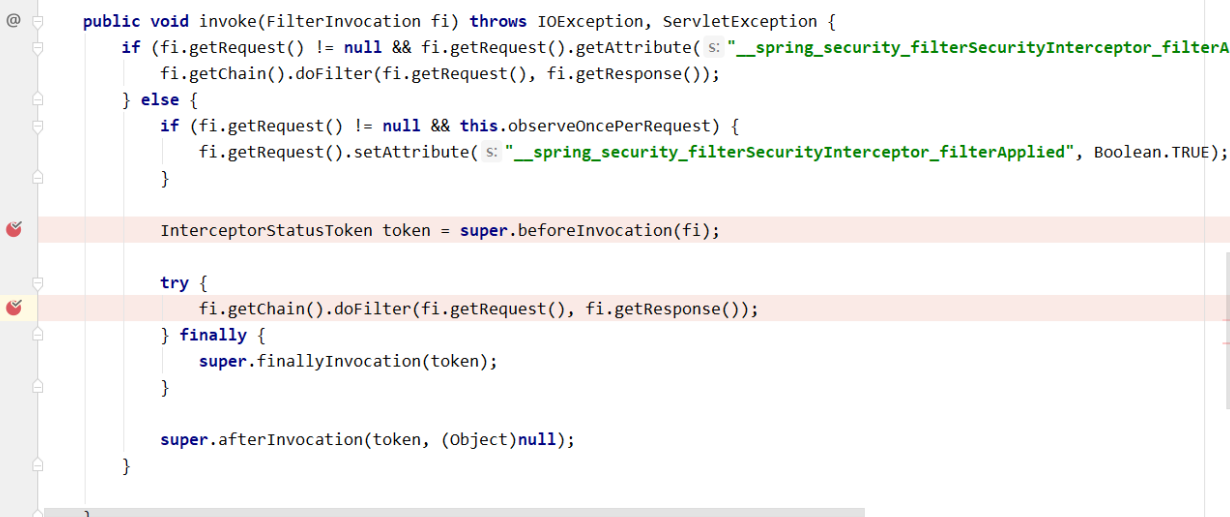 @ public void invoke(FilterInvocation fi) throws IOException, ServletException {
if (fi.getRequest() != null && fi.getRequest().getAttribute( s: "__spring_security_filterSecurityInterceptor_filterA
fi.getChain().doFilter(fi.getRequest(), fi.getResponse());
} else {
if (fi.getRequest() != null && this.observeOncePerRequest) {
fi.getRequest().setAttribute( s: "__spring_security_filterSecurityInterceptor_filterApplied", Boolean.TRUE);
}
InterceptorStatusToken token = super.beforeInvocation(fi);
try {
fi.getChain().doFilter(fi.getRequest(), fi.getResponse());
} finally {
super.finallyInvocation(token);
}
super.afterInvocation(token, (Object)null);
}
}